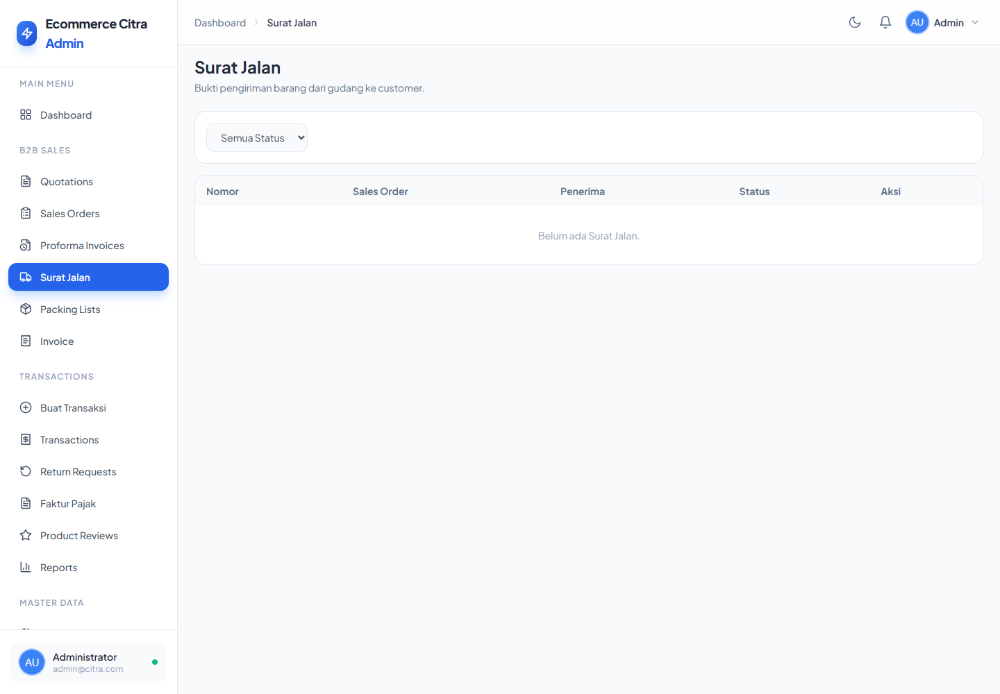 Ecommerce Citra
Admin
MAIN MENU
Dashboard
B2B SALES
Quotations
Sales Orders
Proforma Invoices
Surat Jalan
Packing Lists
Invoice
TRANSACTIONS
Buat Transaksi
Transactions
Return Requests
Faktur Pajak
Product Reviews
Reports
MASTER DATA
AU
Administrator
admin@citra.com
Dashboard
Surat Jalan
AU
Admin
Surat Jalan
Bukti pengiriman barang dari gudang ke customer.
Semua Status
Nomor Sales Order Penerima Status Aksi
Belum ada Surat Jalan.